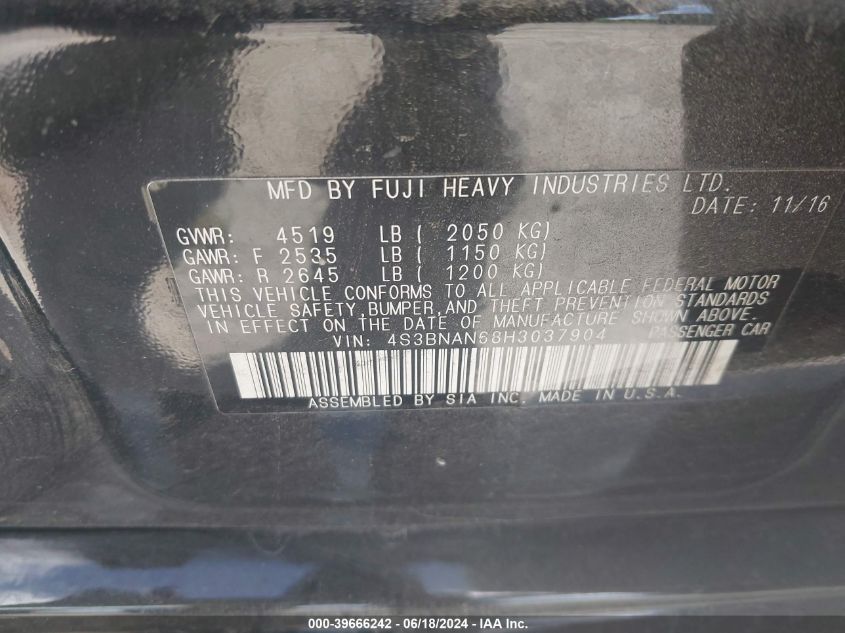 MFD BY FUJI HEAVY INDUSTRIES LTD.
DATE: 11/16
GVWR: 4519 LB ( 2050 KG)
GAWR: F 2535 LB ( 1150 KG)
GAWR: R 2645 LB ( 1200 KG)
THIS VEHICLE CONFORMS TO ALL APPLICABLE FEDERAL MOTOR
VEHICLE SAFETY, BUMPER, AND THEFT PREVENTION STANDARDS
IN EFFECT ON THE DATE OF MANUFACTURE SHOWN ABOVE.
VIN: 4S3BNAN68H3037904 PASSENGER CAR
ASSEMBLED BY SIA INC. MADE IN U.S.A.
000-39666242 - 06/18/2024 - IAA Inc.